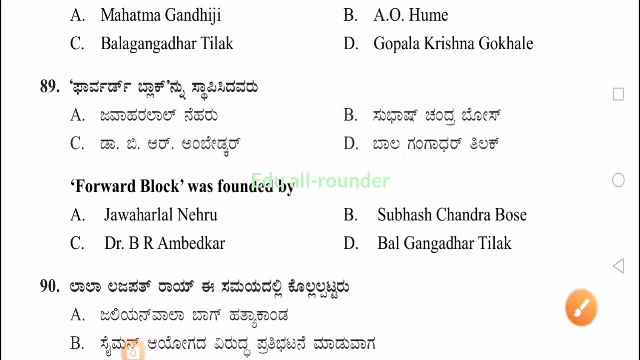 A. Mahatma Gandhiji B. A.O. Hume
C. Balagangadhar Tilak D. Gopala Krishna Gokhale
89. 'ಫಾರ್ವರ್ಡ್ ಬ್ಲಾಕ್'ನ್ನು ಸ್ಥಾಪಿಸಿದವರು
A. ಜವಾಹರಲಾಲ್ ನೆಹರು B. ಸುಭಾಷ್ ಚಂದ್ರ ಬೋಸ್
C. ಡಾ. ಬಿ. ಆರ್. ಅಂಬೇಡ್ಕರ್ D. ಬಾಲ ಗಂಗಾಧರ್ ತಿಲಕ್
Edu all-rounder
'Forward Block' was founded by
A. Jawaharlal Nehru B. Subhash Chandra Bose
C. Dr. B R Ambedkar D. Bal Gangadhar Tilak
90. ಲಾಲಾ ಲಜಪತ್ ರಾಯ್ ಈ ಸಮಯದಲ್ಲಿ ಕೊಲ್ಲಲ್ಪಟ್ಟರು
A. ಜಲಿಯನ್‌ವಾಲಾ ಬಾಗ್ ಹತ್ಯಾಕಾಂಡ
B. ಸೈಮನ್ ಆಯೋಗದ ವಿರುದ್ಧ ಪ್ರತಿಭಟನೆ ಮಾಡುವಾಗ